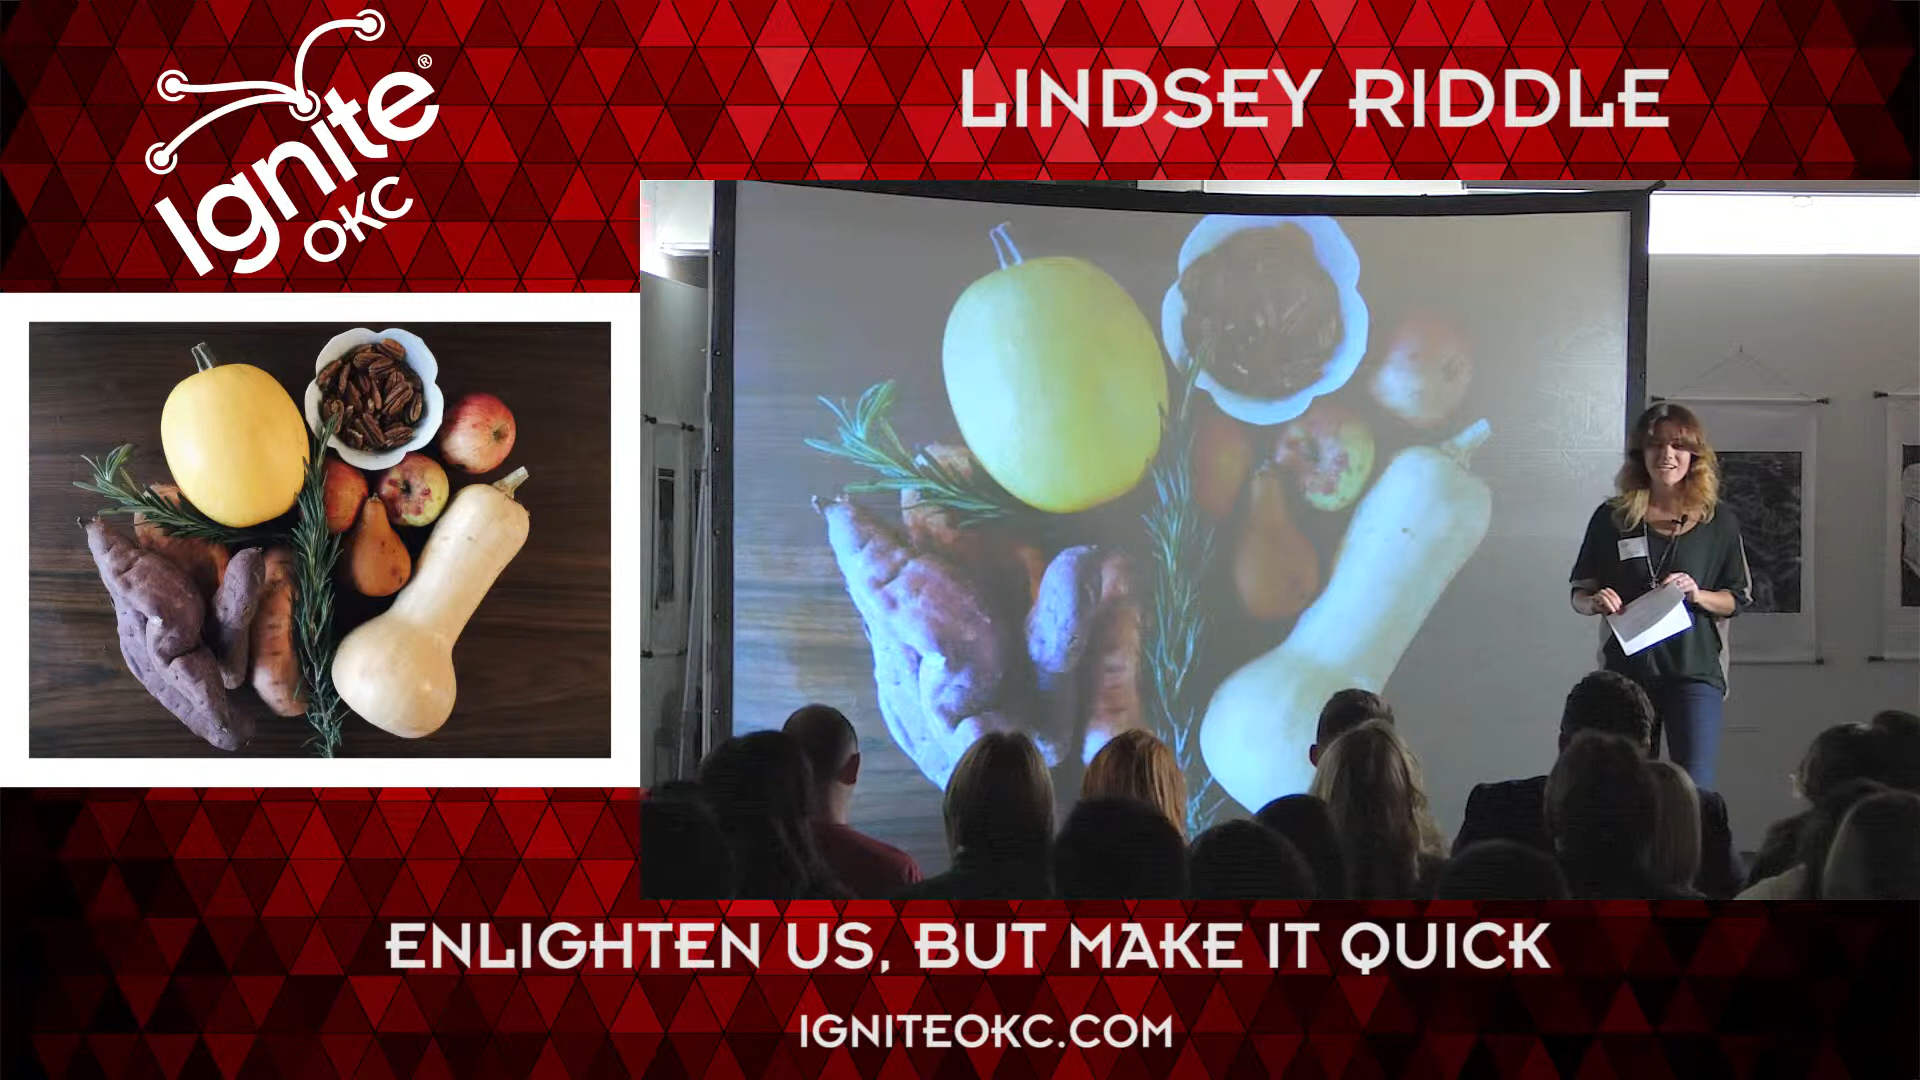 Ignite®
OKC
LINDSEY RIDDLE
ENLIGHTEN US, BUT MAKE IT QUICK
IGNITEOKC.COM